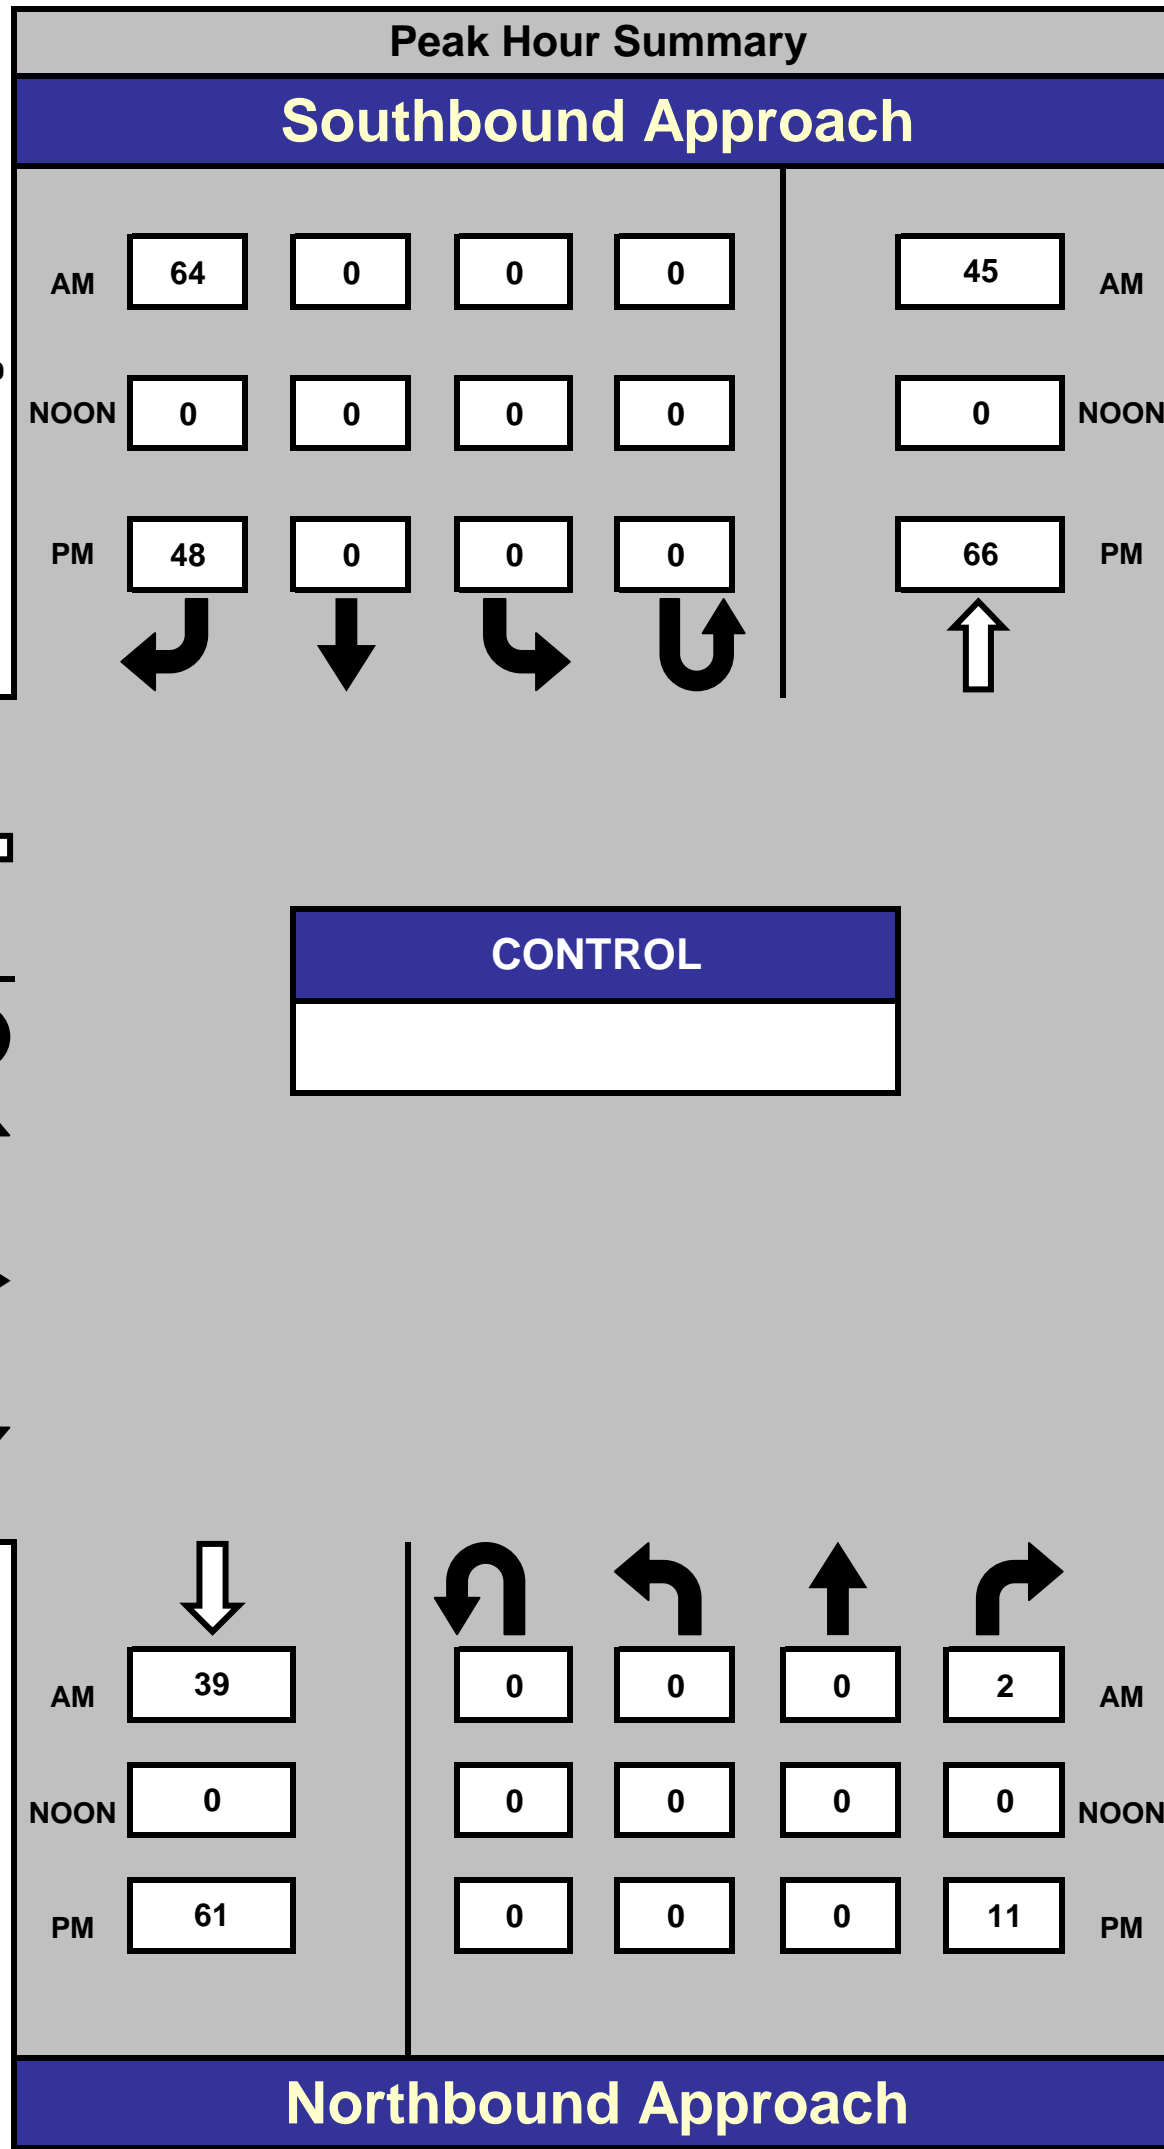 Peak Hour Summary
Southbound Approach
AM 64 0 0 0 45 AM
NOON 0 0 0 0 0 NOON
PM 48 0 0 0 66 PM
CONTROL
AM 39 0 0 0 2 AM
NOON 0 0 0 0 0 NOON
PM 61 0 0 0 11 PM
Northbound Approach